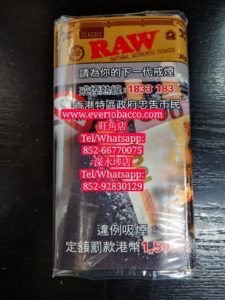 CLASSIC
RAW
NATURAL AUTHENTIC TOBACCO
請為你的下一代戒煙
戒煙熱線:1833 183
香港特區政府忠告市民
www.evertobacco.com
旺角店
Tel/Whatsapp:
852-66770075
深水埗店
Tel/Whatsapp:
852-92830129
違例吸煙:
定額罰款港幣1,50